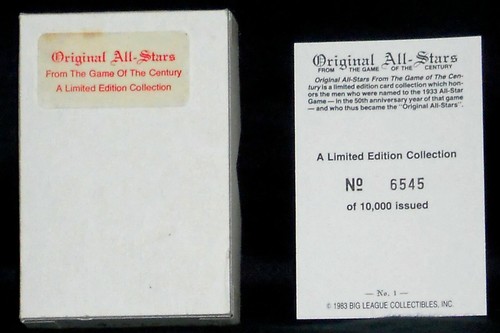 Original All-Stars
From The Game Of The Century
A Limited Edition Collection
Original All-Stars
FROM THE GAME OF THE CENTURY
Original All-Stars From The Game of The Cen-
tury is a limited edition card collection which hon-
ors the men who were named to the 1933 All-Star
Game — in the 50th anniversary year of that game
— and who thus became the "Original All-Stars".
A Limited Edition Collection
Nº 6545
of 10,000 issued
— No. 1 —
© 1983 BIG LEAGUE COLLECTIBLES, INC.